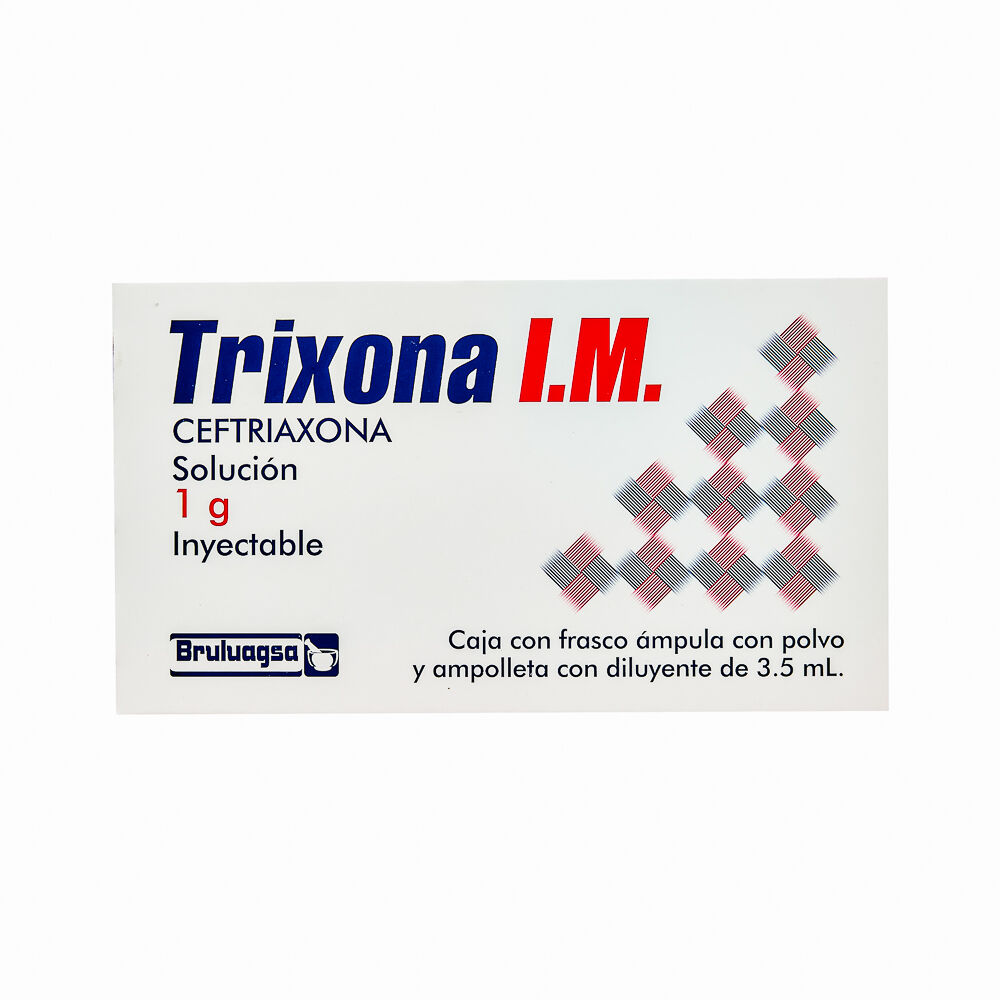 Trixona I.M.
CEFTRIAXONA
Solución
1 g
Inyectable
Bruluagsa
Caja con frasco ámpula con polvo
y ampolleta con diluyente de 3.5 mL.